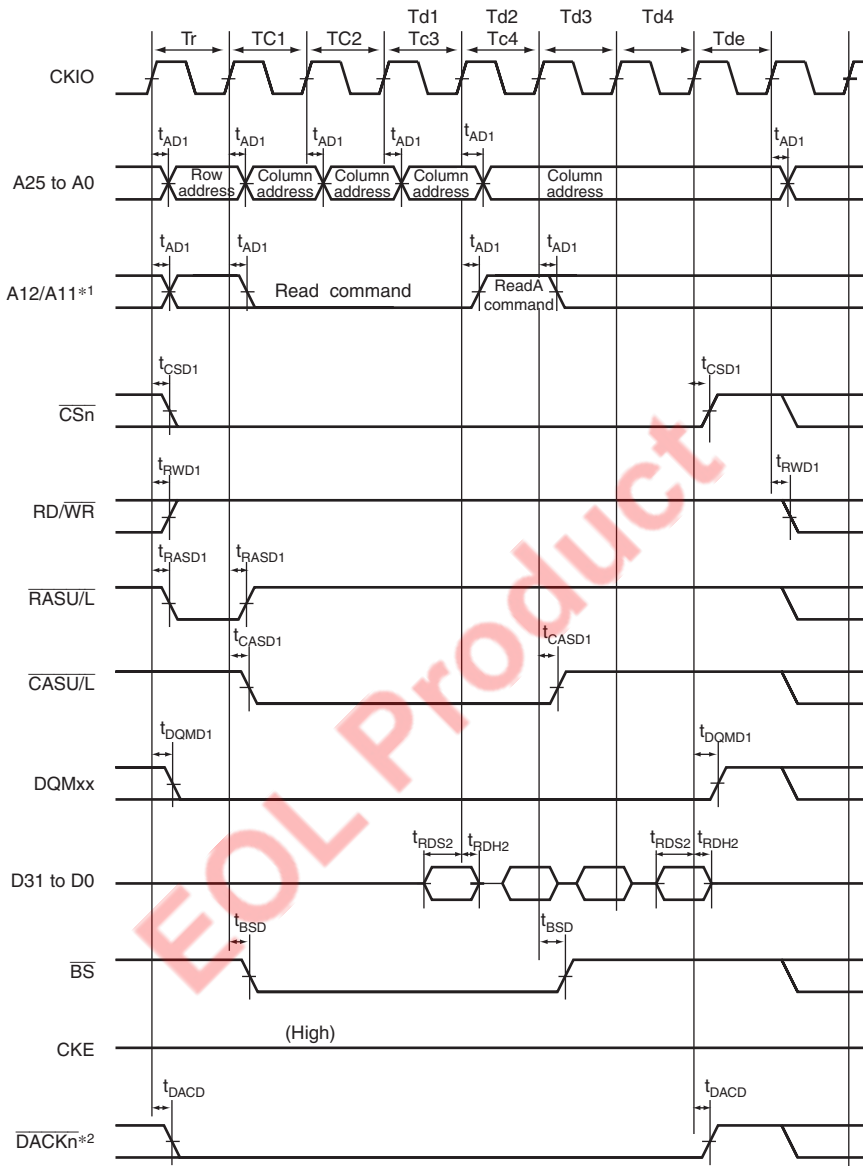 Td1 Td2 Td3 Td4
Tr TC1 TC2 Tc3 Tc4 Tde
CKIO
tAD1 tAD1 tAD1 tAD1 tAD1 tAD1
A25 to A0 Row address Column address Column address Column address Column address
tAD1 tAD1 tAD1 tAD1
A12/A11*1 Read command ReadA command
tCSD1 tCSD1
CSn
tRWD1 tRWD1
RD/WR
tRASD1 tRASD1
RASU/L
tCASD1 tCASD1
CASU/L
tDQMD1 tDQMD1
DQMxx
tRDS2 tRDH2 tRDS2 tRDH2
D31 to D0
tBSD tBSD
BS
(High)
CKE
tDACD tDACD
DACKn*2
EOL Product